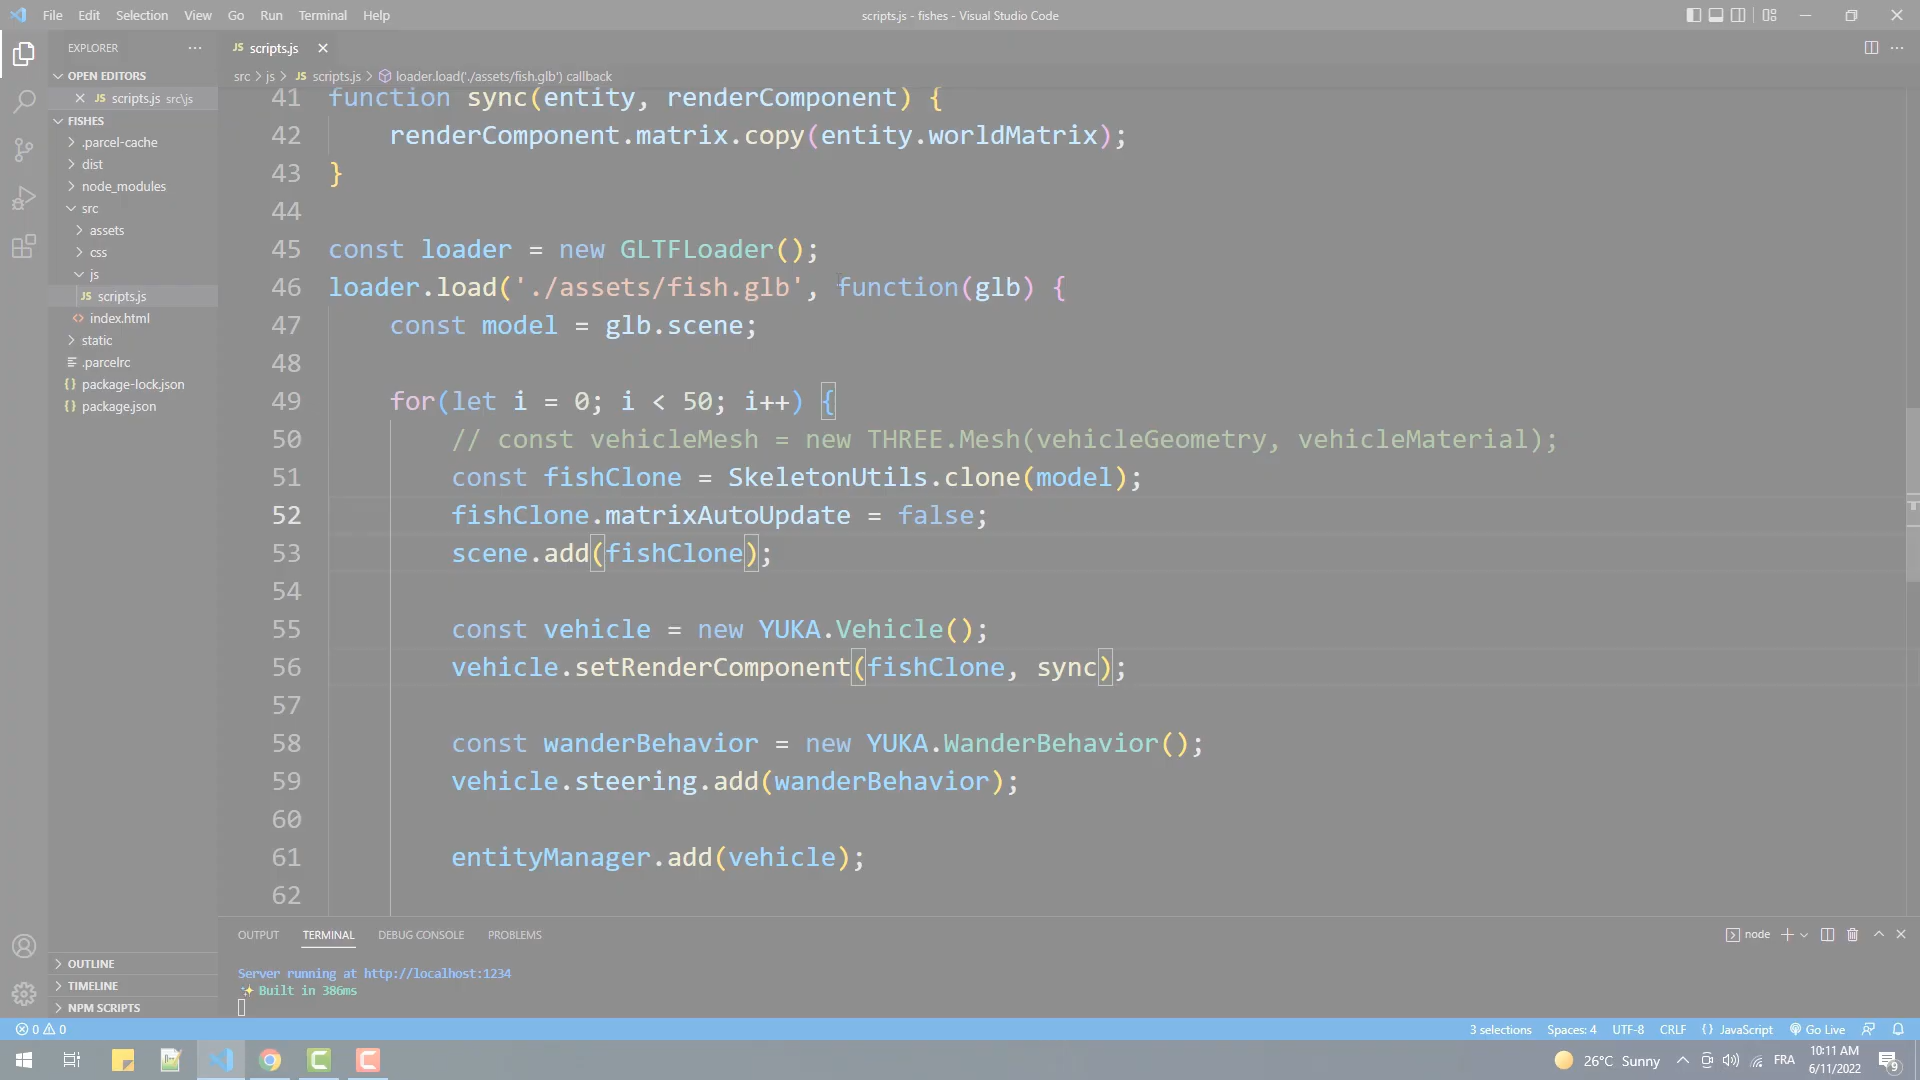 File Edit Selection View Go Run Terminal Help
scripts.js - fishes - Visual Studio Code
EXPLORER
OPEN EDITORS
JS scripts.js src\js
FISHES
.parcel-cache
dist
node_modules
src
assets
css
js
JS scripts.js
<> index.html
static
.parcelrc
{} package-lock.json
{} package.json
OUTLINE
TIMELINE
NPM SCRIPTS
JS scripts.js
src > js > JS scripts.js > loader.load('./assets/fish.glb') callback
41 function sync(entity, renderComponent) {
42 renderComponent.matrix.copy(entity.worldMatrix);
43 }
44
45 const loader = new GLTFLoader();
46 loader.load('./assets/fish.glb', function(glb) {
47 const model = glb.scene;
48
49 for(let i = 0; i < 50; i++) {
50 // const vehicleMesh = new THREE.Mesh(vehicleGeometry, vehicleMaterial);
51 const fishClone = SkeletonUtils.clone(model);
52 fishClone.matrixAutoUpdate = false;
53 scene.add(fishClone);
54
55 const vehicle = new YUKA.Vehicle();
56 vehicle.setRenderComponent(fishClone, sync);
57
58 const wanderBehavior = new YUKA.WanderBehavior();
59 vehicle.steering.add(wanderBehavior);
60
61 entityManager.add(vehicle);
62
OUTPUT TERMINAL DEBUG CONSOLE PROBLEMS
node
Server running at http://localhost:1234
Built in 386ms
0 0
3 selections Spaces: 4 UTF-8 CRLF {} JavaScript Go Live
26°C Sunny FRA 10:11 AM
6/11/2022
9